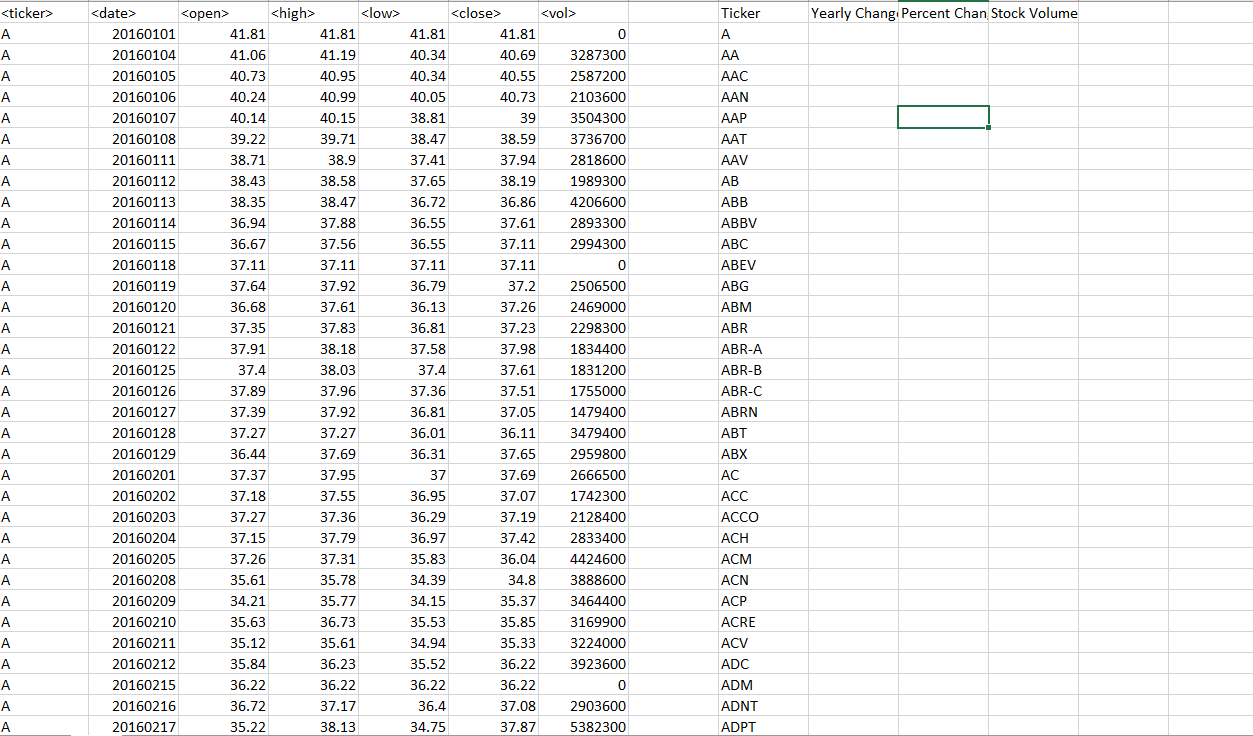 <ticker> <date> <open> <high> <low> <close> <vol> Ticker Yearly Chang Percent Chan Stock Volume
A 20160101 41.81 41.81 41.81 41.81 0 A
A 20160104 41.06 41.19 40.34 40.69 3287300 AA
A 20160105 40.73 40.95 40.34 40.55 2587200 AAC
A 20160106 40.24 40.99 40.05 40.73 2103600 AAN
A 20160107 40.14 40.15 38.81 39 3504300 AAP
A 20160108 39.22 39.71 38.47 38.59 3736700 AAT
A 20160111 38.71 38.9 37.41 37.94 2818600 AAV
A 20160112 38.43 38.58 37.65 38.19 1989300 AB
A 20160113 38.35 38.47 36.72 36.86 4206600 ABB
A 20160114 36.94 37.88 36.55 37.61 2893300 ABBV
A 20160115 36.67 37.56 36.55 37.11 2994300 ABC
A 20160118 37.11 37.11 37.11 37.11 0 ABEV
A 20160119 37.64 37.92 36.79 37.2 2506500 ABG
A 20160120 36.68 37.61 36.13 37.26 2469000 ABM
A 20160121 37.35 37.83 36.81 37.23 2298300 ABR
A 20160122 37.91 38.18 37.58 37.98 1834400 ABR-A
A 20160125 37.4 38.03 37.4 37.61 1831200 ABR-B
A 20160126 37.89 37.96 37.36 37.51 1755000 ABR-C
A 20160127 37.39 37.92 36.81 37.05 1479400 ABRN
A 20160128 37.27 37.27 36.01 36.11 3479400 ABT
A 20160129 36.44 37.69 36.31 37.65 2959800 ABX
A 20160201 37.37 37.95 37 37.69 2666500 AC
A 20160202 37.18 37.55 36.95 37.07 1742300 ACC
A 20160203 37.27 37.36 36.29 37.19 2128400 ACCO
A 20160204 37.15 37.79 36.97 37.42 2833400 ACH
A 20160205 37.26 37.31 35.83 36.04 4424600 ACM
A 20160208 35.61 35.78 34.39 34.8 3888600 ACN
A 20160209 34.21 35.77 34.15 35.37 3464400 ACP
A 20160210 35.63 36.73 35.53 35.85 3169900 ACRE
A 20160211 35.12 35.61 34.94 35.33 3224000 ACV
A 20160212 35.84 36.23 35.52 36.22 3923600 ADC
A 20160215 36.22 36.22 36.22 36.22 0 ADM
A 20160216 36.72 37.17 36.4 37.08 2903600 ADNT
A 20160217 35.22 38.13 34.75 37.87 5382300 ADPT